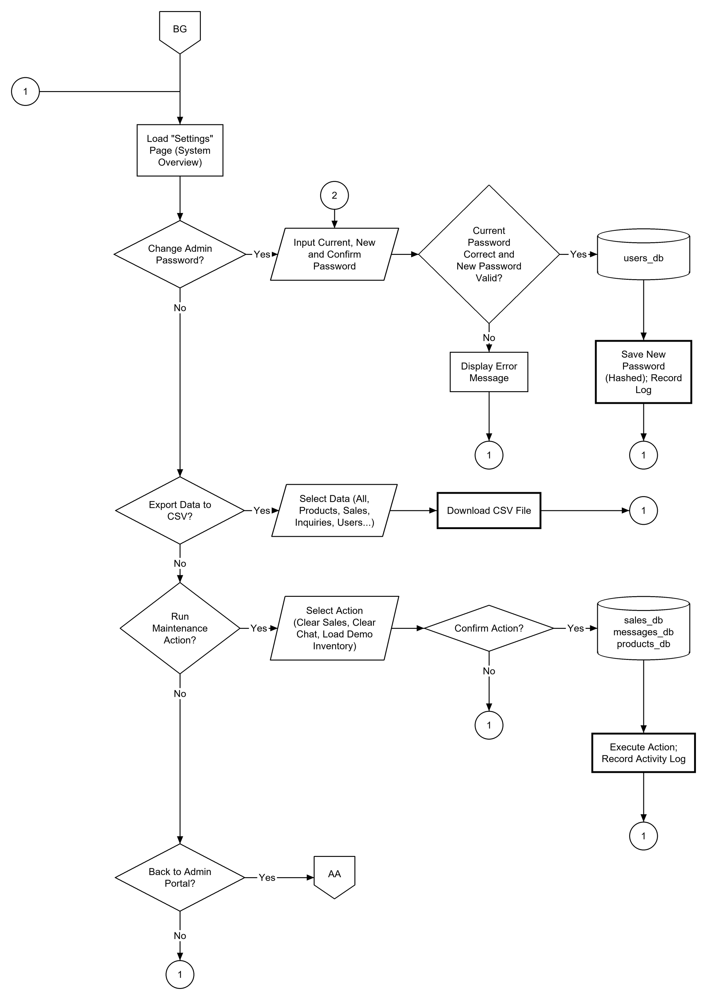 BG
1
Load "Settings"
Page (System
Overview)
2
Change Admin
Password?
Yes
Input Current, New
and Confirm
Password
Current
Password
Correct and
New Password
Valid?
Yes
users_db
No
No
Display Error
Message
Save New
Password
(Hashed); Record
Log
1
1
Export Data to
CSV?
Yes
Select Data (All,
Products, Sales,
Inquiries, Users...)
Download CSV File
1
No
Run
Maintenance
Action?
Yes
Select Action
(Clear Sales, Clear
Chat, Load Demo
Inventory)
Confirm Action?
Yes
sales_db
messages_db
products_db
No
No
1
Execute Action;
Record Activity Log
1
Back to Admin
Portal?
Yes
AA
No
1